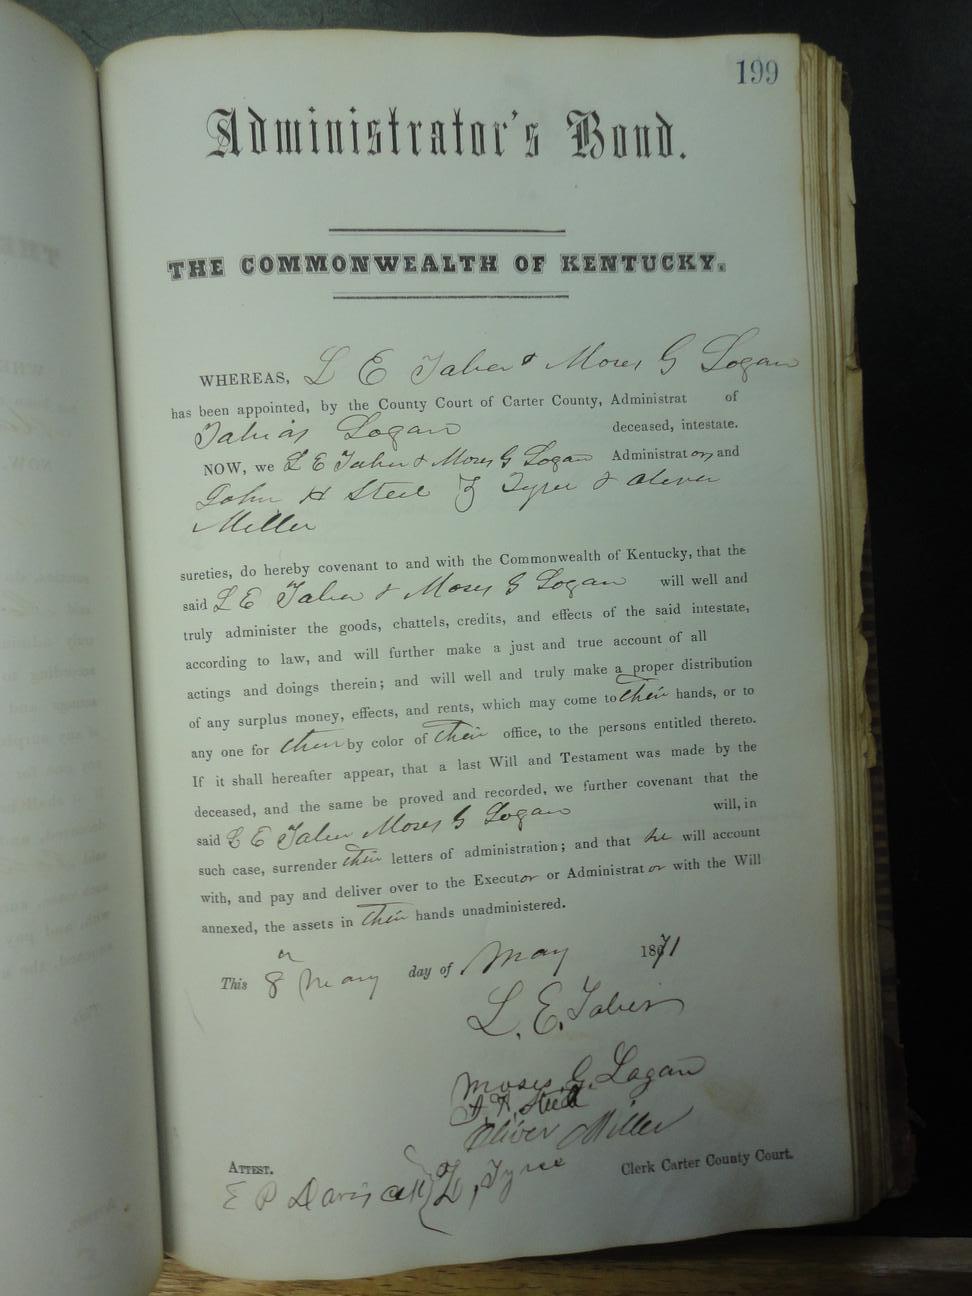 199
Administrator's Bond.
THE COMMONWEALTH OF KENTUCKY.
WHEREAS, L E Taber & Moses G Logan
has been appointed, by the County Court of Carter County, Administrat of
Tabias Logan deceased, intestate.
NOW, we L E Taber & Moses G Logan Administrators and
John H Steel Z Tyree & Oliver
Miller
sureties, do hereby covenant to and with the Commonwealth of Kentucky, that the
said L E Taber & Moses G Logan will well and
truly administer the goods, chattels, credits, and effects of the said intestate,
according to law, and will further make a just and true account of all
actings and doings therein; and will well and truly make a proper distribution
of any surplus money, effects, and rents, which may come to their hands, or to
any one for them by color of their office, to the persons entitled thereto.
If it shall hereafter appear, that a last Will and Testament was made by the
deceased, and the same be proved and recorded, we further covenant that the
said L E Taber Moses G Logan will, in
such case, surrender their letters of administration; and that he will account
with, and pay and deliver over to the Executor or Administrator with the Will
annexed, the assets in their hands unadministered.
This 8 May day of May 1871
L. E. Taber
Moses. G. Logan
H. Steel
Oliver Miller
Z, Tyree
ATTEST. Clerk Carter County Court.
E P Davis clk